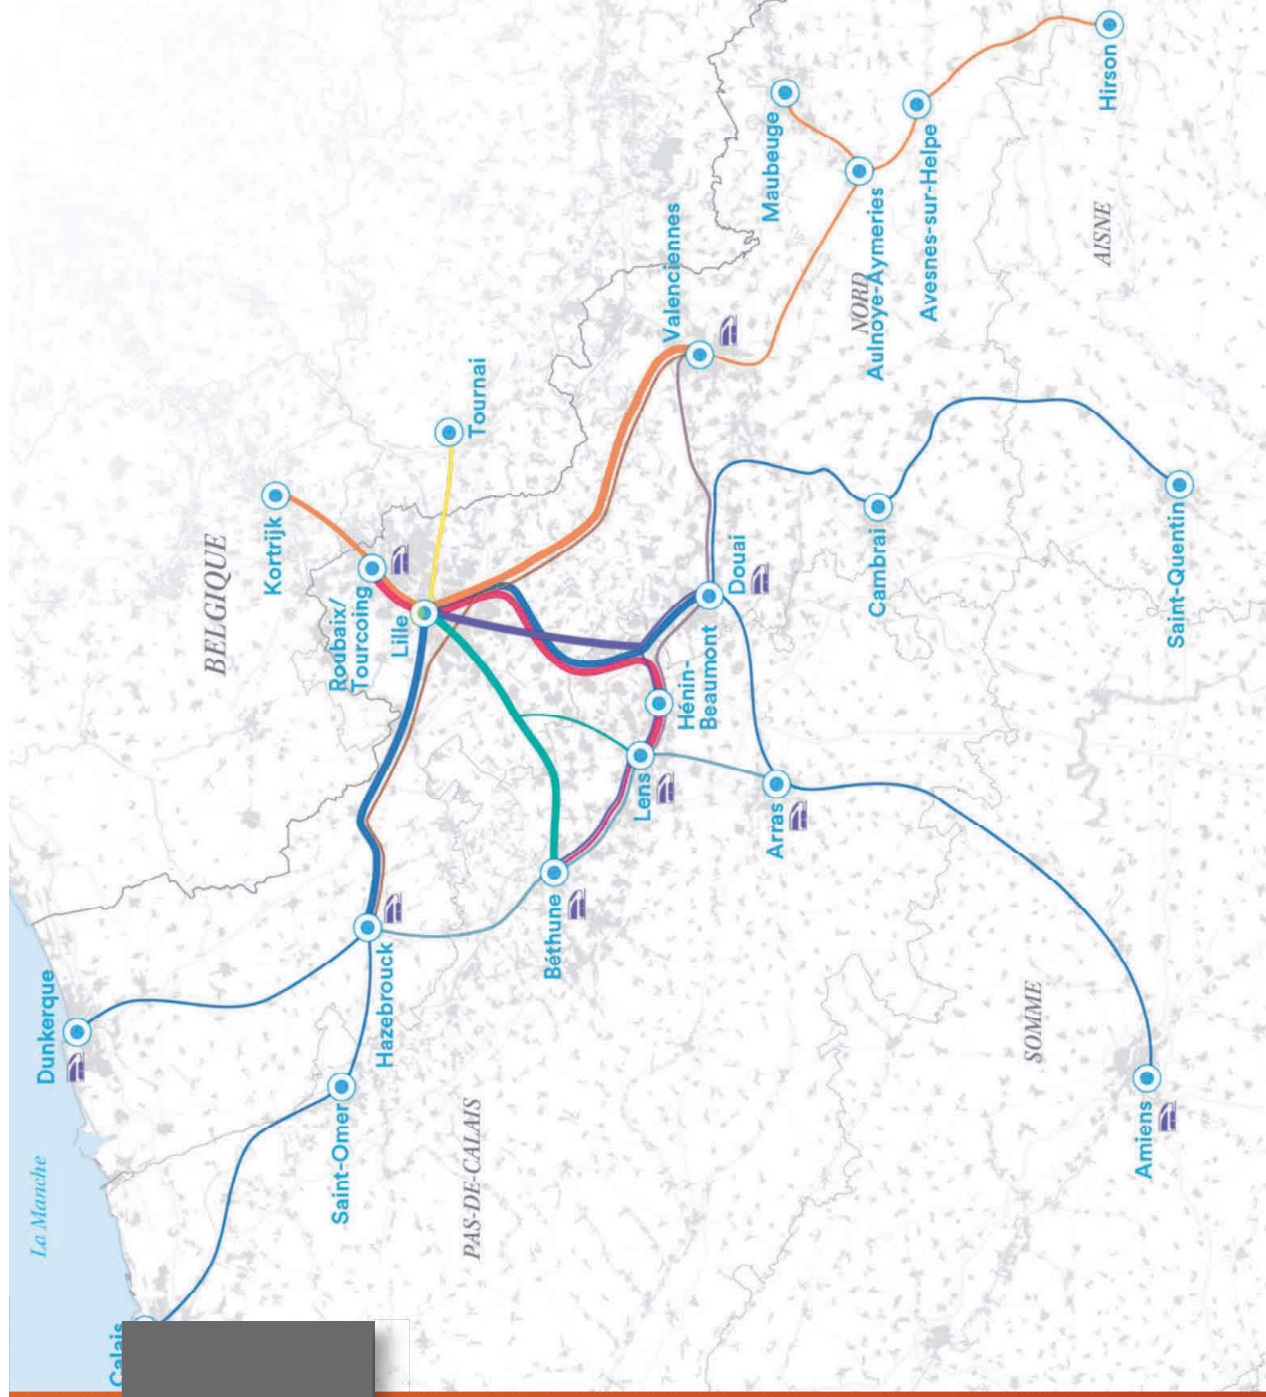 La Manche
Calais
Dunkerque
Saint-Omer
Hazebrouck
PAS-DE-CALAIS
BELGIQUE
Kortrijk
Roubaix/
Tourcoing
Lille
Tournai
Béthune
Lens
Hénin-
Beaumont
Douai
Valenciennes
Arras
Maubeuge
NORD
Aulnoye-Aymeries
Avesnes-sur-Helpe
Hirson
AISNE
Cambrai
Saint-Quentin
SOMME
Amiens